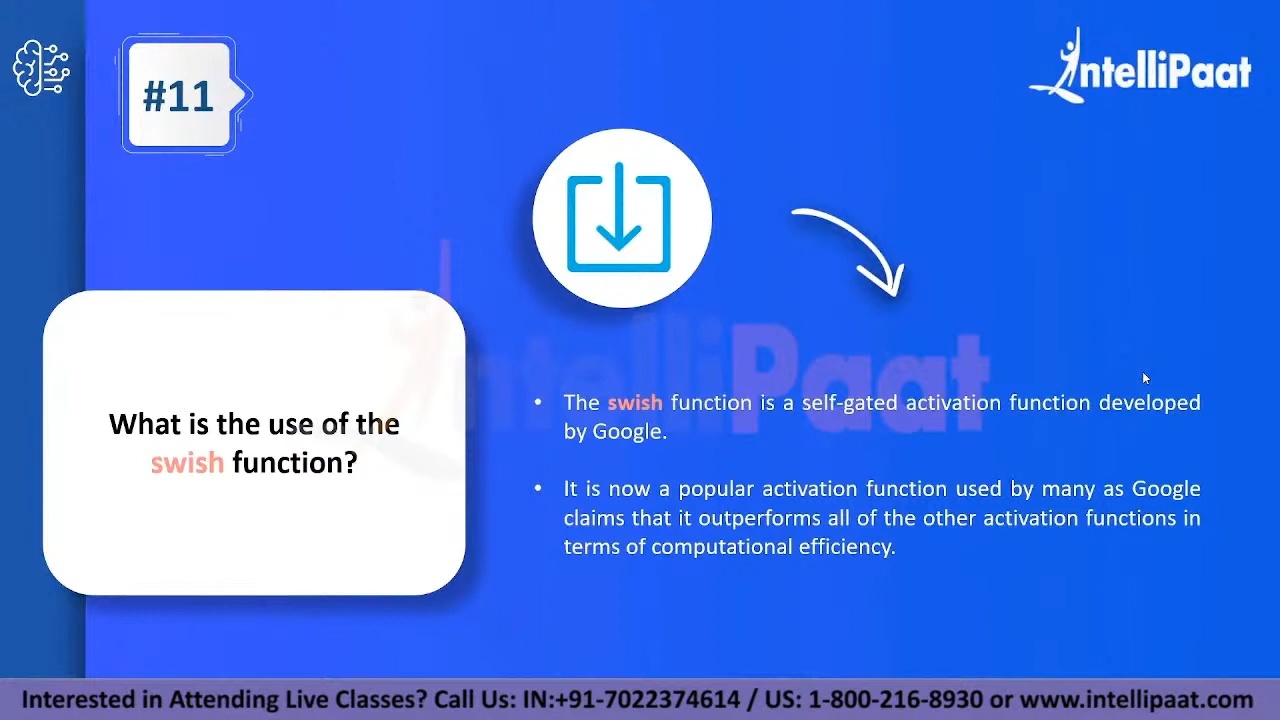 #11
IntelliPaat
What is the use of the
swish function?
IntelliPaat
• The swish function is a self-gated activation function developed
by Google.
• It is now a popular activation function used by many as Google
claims that it outperforms all of the other activation functions in
terms of computational efficiency.
Interested in Attending Live Classes? Call Us: IN:+91-7022374614 / US: 1-800-216-8930 or www.intellipaat.com